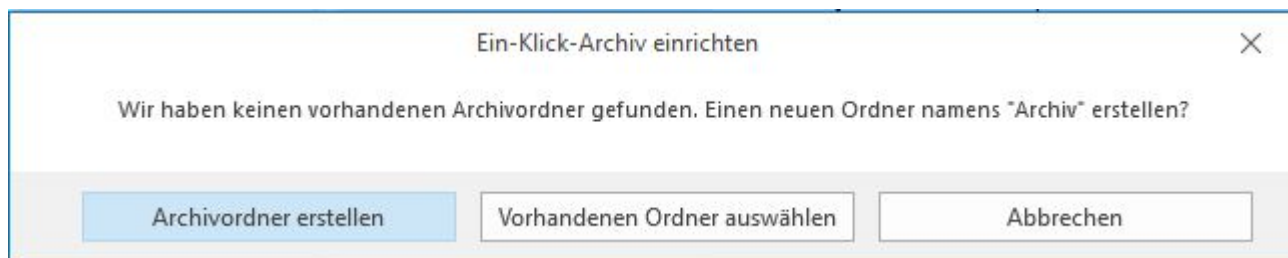 Ein-Klick-Archiv einrichten
Wir haben keinen vorhandenen Archivordner gefunden. Einen neuen Ordner namens "Archiv" erstellen?
Archivordner erstellen
Vorhandenen Ordner auswählen
Abbrechen